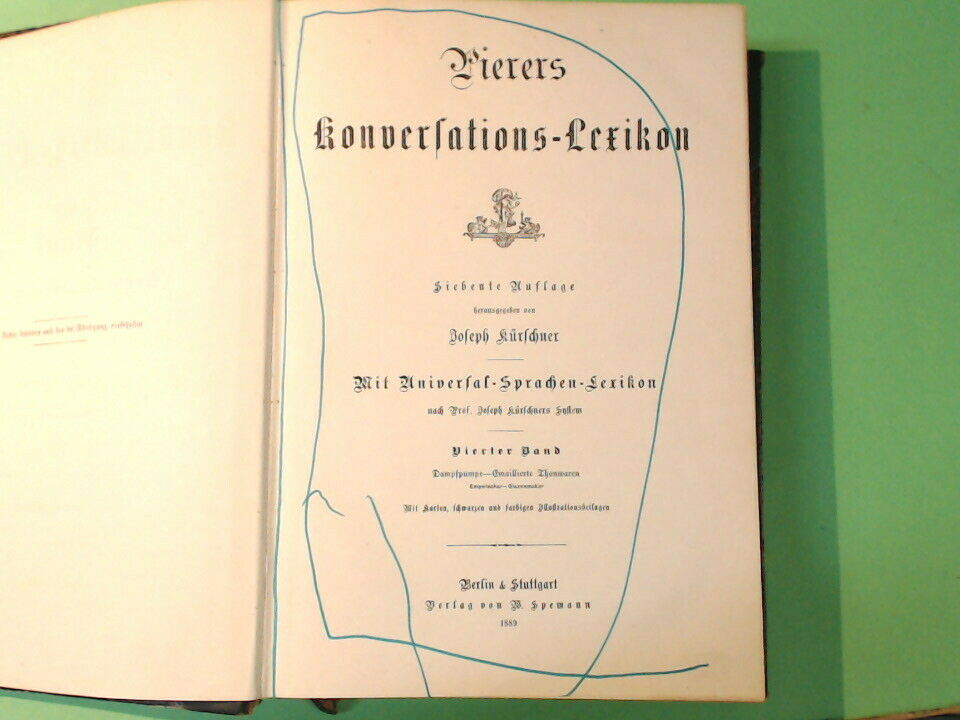 Pierers
Konversations-Lexikon
Siebente Auflage
herausgegeben von
Joseph Kürschner
Mit Universal-Sprachen-Lexikon
nach Prof. Joseph Kürschners System
Vierter Band
Dampfpumpe—Emaillierte Thonwaren
Mit Karten, schwarzen und farbigen Illustrationsbeilagen
Berlin & Stuttgart
Verlag von W. Spemann
1889